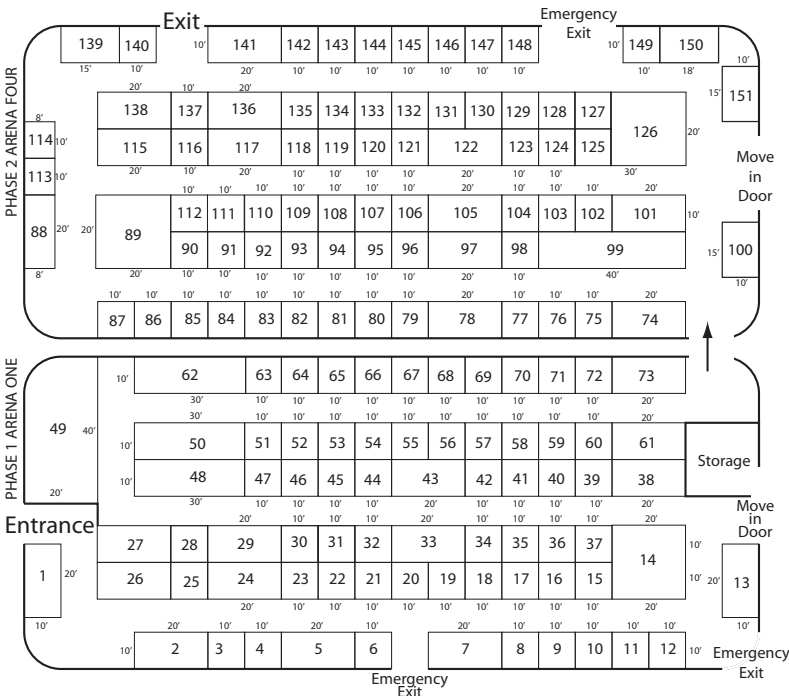 Exit
Emergency
Exit
139 140 10' 141 142 143 144 145 146 147 148 10' 149 150
15' 10' 20' 10' 10' 10' 10' 10' 10' 10' 10' 18' 10'
15' 151
20' 10' 20' 10' 10' 10' 10' 10' 10' 10'
138 137 136 135 134 133 132 131 130 129 128 127 126 20'
8'
114 10' 115 116 117 118 119 120 121 122 123 124 125
20' 10' 20' 10' 10' 10' 10' 20' 10' 10' 10' 30'
Move
in
Door
113 10'
10' 10' 10' 10' 10' 10' 10' 20' 10' 10' 10' 20'
112 111 110 109 108 107 106 105 104 103 102 101 10'
88 20' 20' 89
90 91 92 93 94 95 96 97 98 99 15' 100
8' 20' 10' 10' 10' 10' 10' 10' 10' 20' 10' 40' 10'
10' 10' 10' 10' 10' 10' 10' 10' 10' 20' 10' 10' 10' 20'
87 86 85 84 83 82 81 80 79 78 77 76 75 74
PHASE 2 ARENA FOUR
10' 62 63 64 65 66 67 68 69 70 71 72 73
30' 10' 10' 10' 10' 10' 10' 10' 10' 10' 10' 20'
30' 10' 10' 10' 10' 10' 10' 10' 10' 10' 10' 20'
49 40' 10' 50 51 52 53 54 55 56 57 58 59 60 61
Storage
20' 10' 48 47 46 45 44 43 42 41 40 39 38
30' 10' 10' 10' 10' 20' 10' 10' 10' 10' 20'
PHASE 1 ARENA ONE
Entrance
Move
in
Door
20' 10' 10' 10' 20' 10' 10' 10' 10' 20'
27 28 29 30 31 32 33 34 35 36 37 14 10'
1 20' 26 25 24 23 22 21 20 19 18 17 16 15 10' 20' 13
10' 20' 10' 10' 10' 10' 10' 10' 10' 10' 10' 20' 10'
20' 10' 10' 20' 10' 20' 10' 10' 10' 10' 10'
10' 2 3 4 5 6 7 8 9 10 11 12 10'
Emergency
Exit
Emergency
Exit